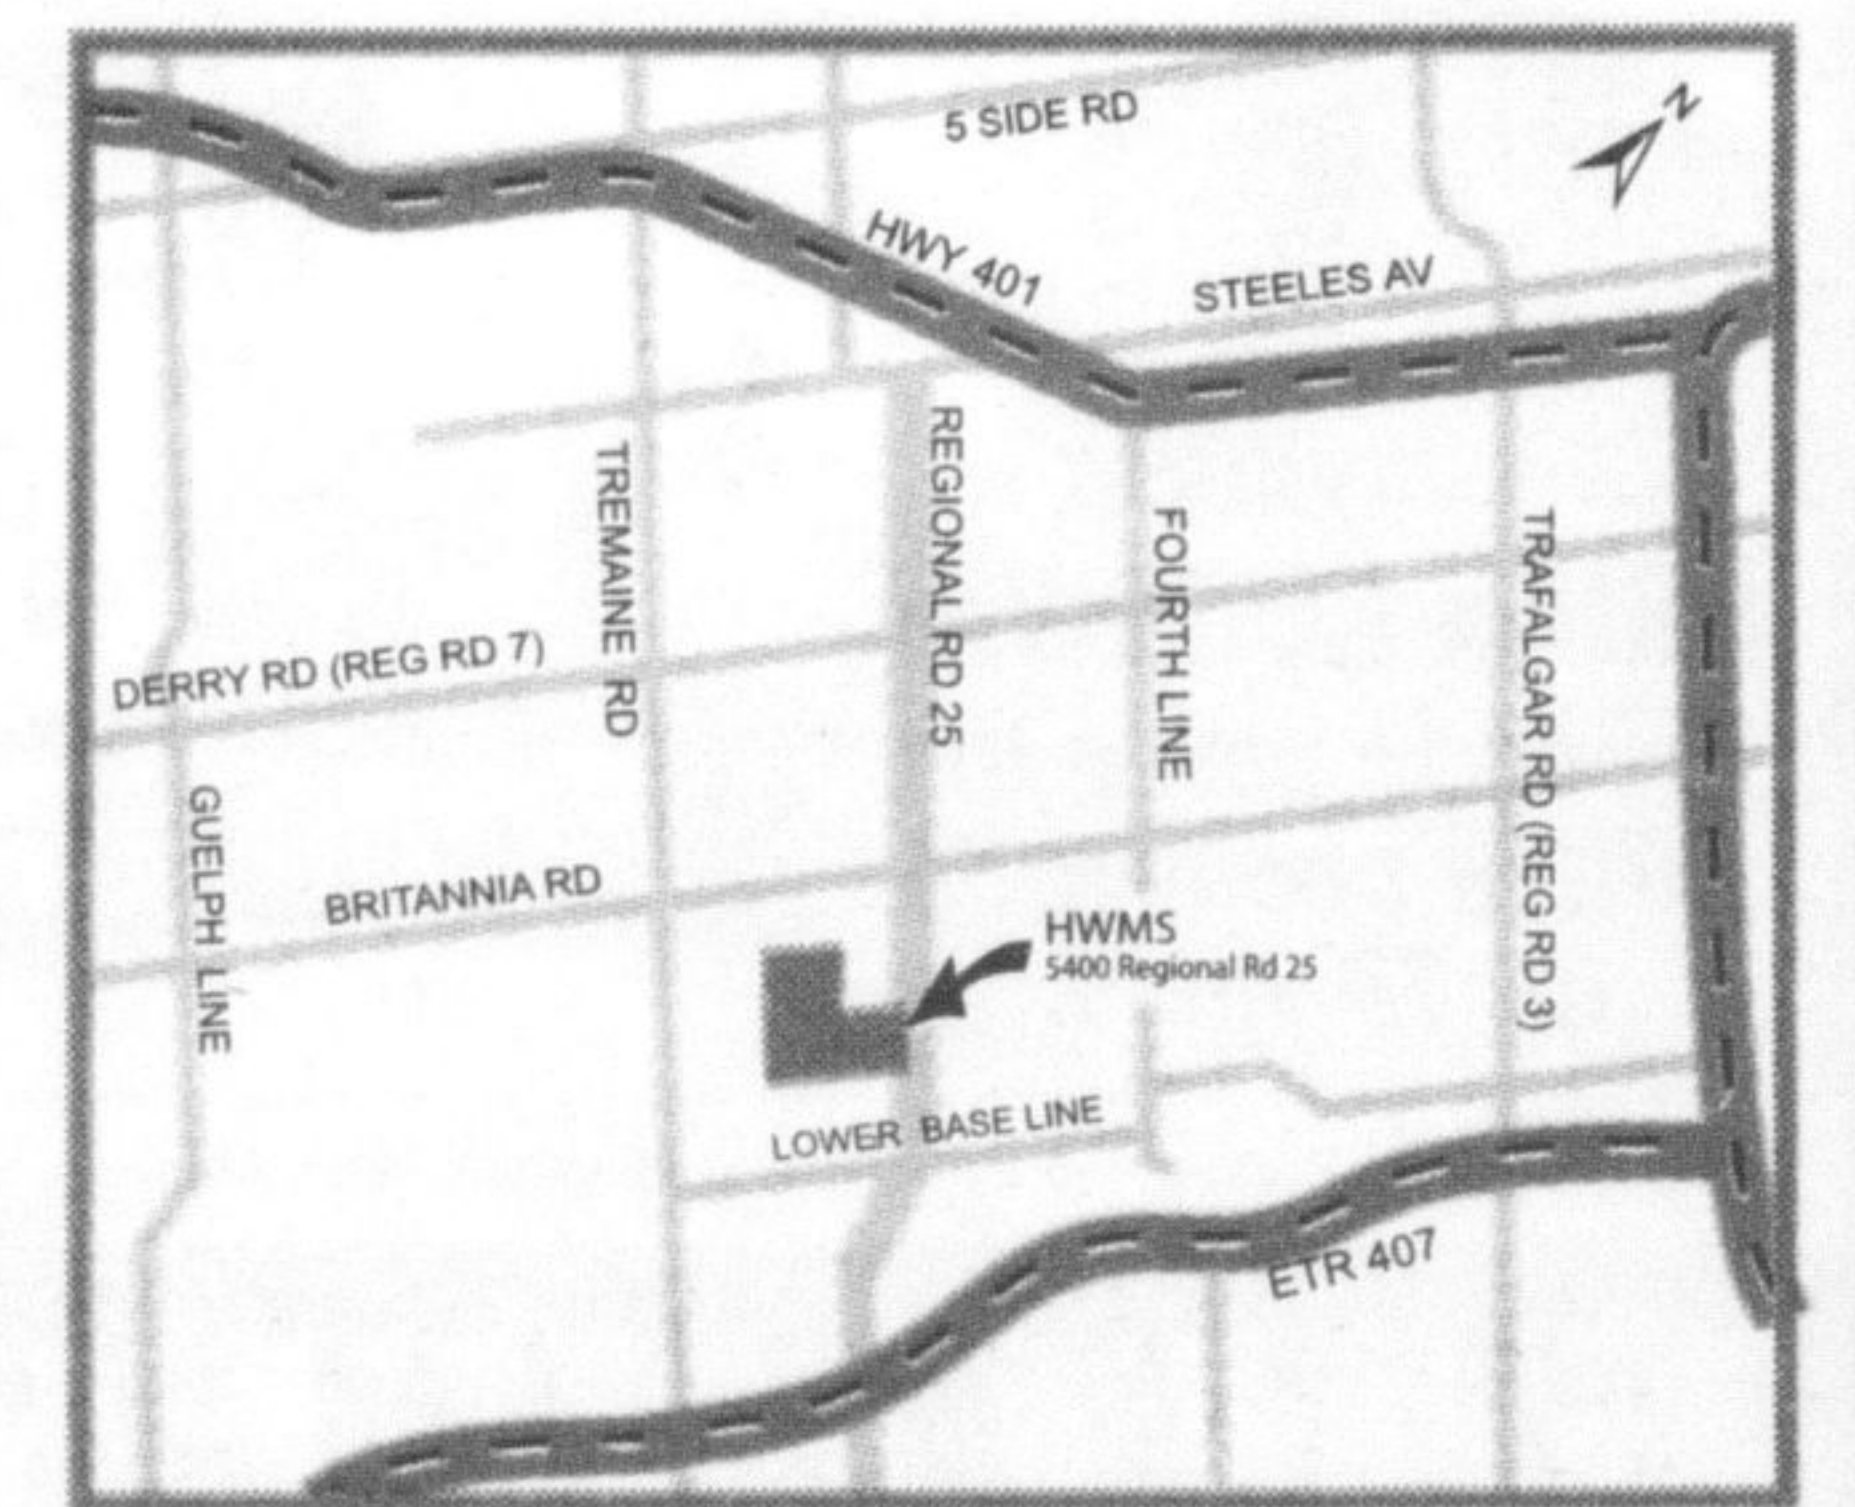 5 SIDE RD
N
HWY 401
STEELES AV
REGIONAL RD 25
TREMAINE RD
FOURTH LINE
TRAFALGAR RD (REG RD 3)
DERRY RD (REG RD 7)
GUELPH LINE
BRITANNIA RD
HWMS
5400 Regional Rd 25
LOWER BASE LINE
ETR 407